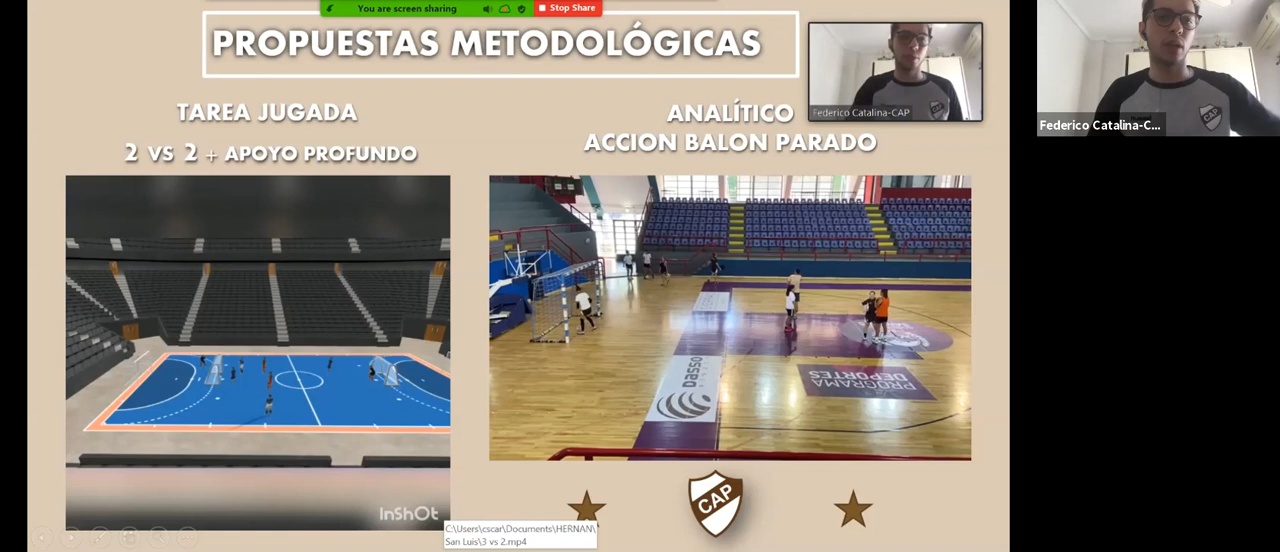 You are screen sharing
Stop Share
PROPUESTAS METODOLÓGICAS
Federico Catalina-CAP
Federico Catalina-C...
CAP
TAREA JUGADA
2 VS 2 + APOYO PROFUNDO
ANALÍTICO
ACCION BALON PARADO
Dasso
PROGRAMA
DEPORTES
InShOt
CAP
C:\Users\cscar\Documents\HERNAN\
San Luis\3 vs 2.mp4